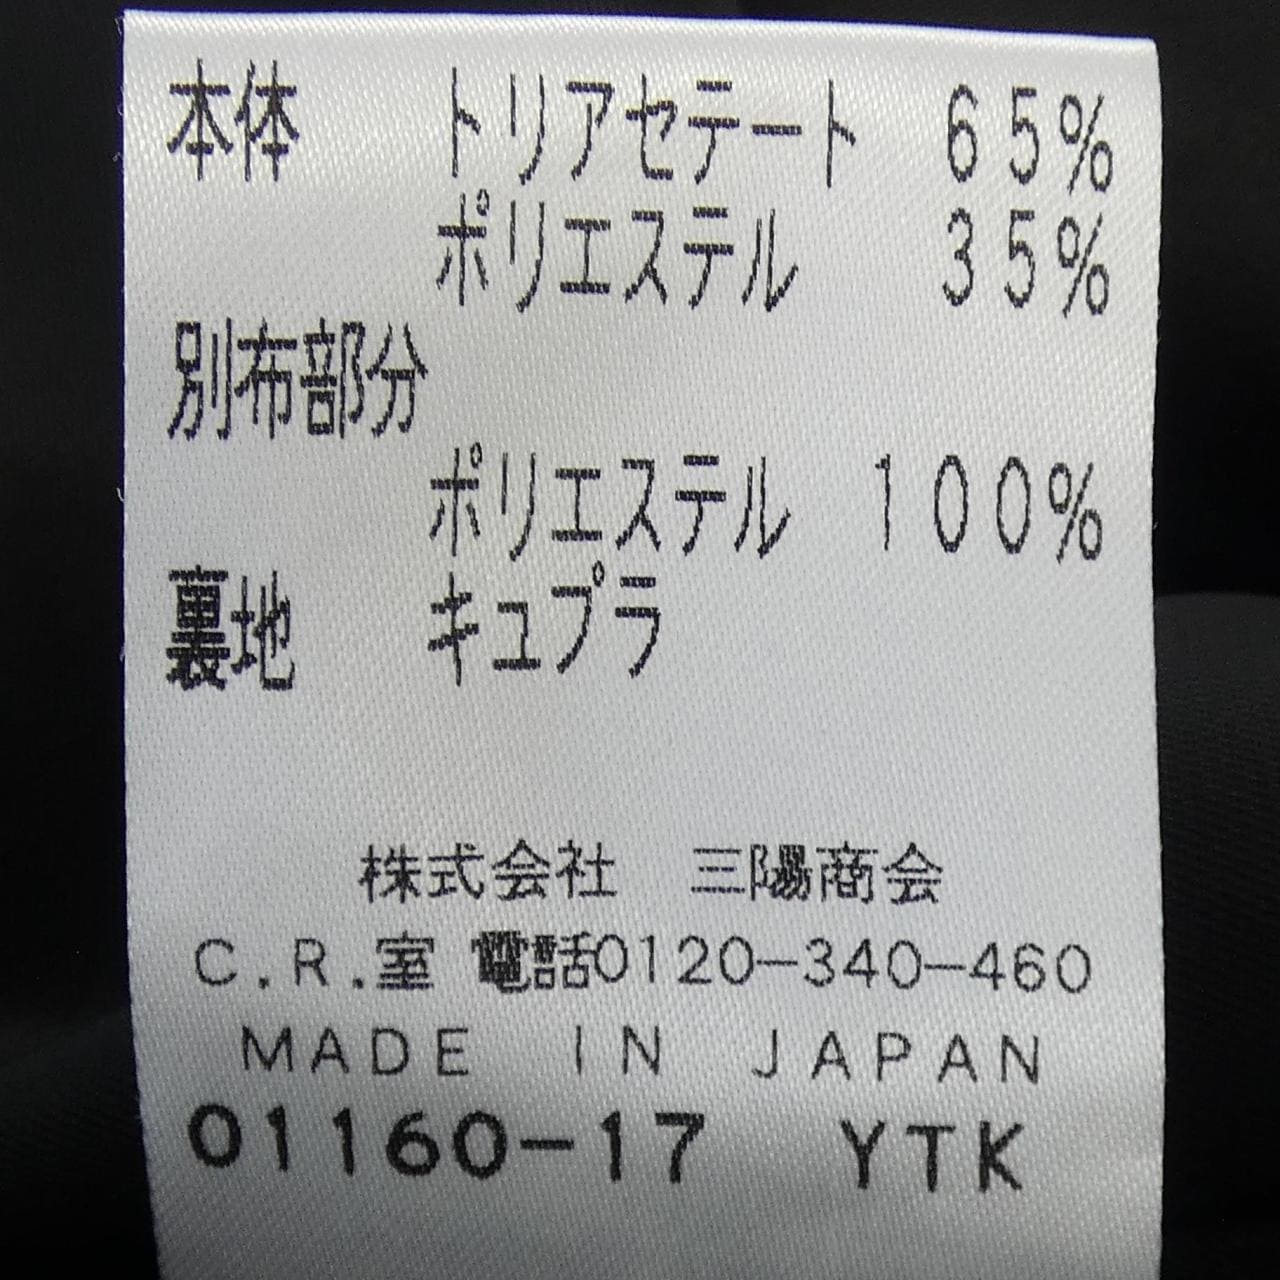 本体 トリアセテート 65%
ポリエステル 35%
別布部分
ポリエステル 100%
裏地 キュプラ
株式会社 三陽商会
C.R.室 電話0120-340-460
MADE IN JAPAN
01160-17 YTK